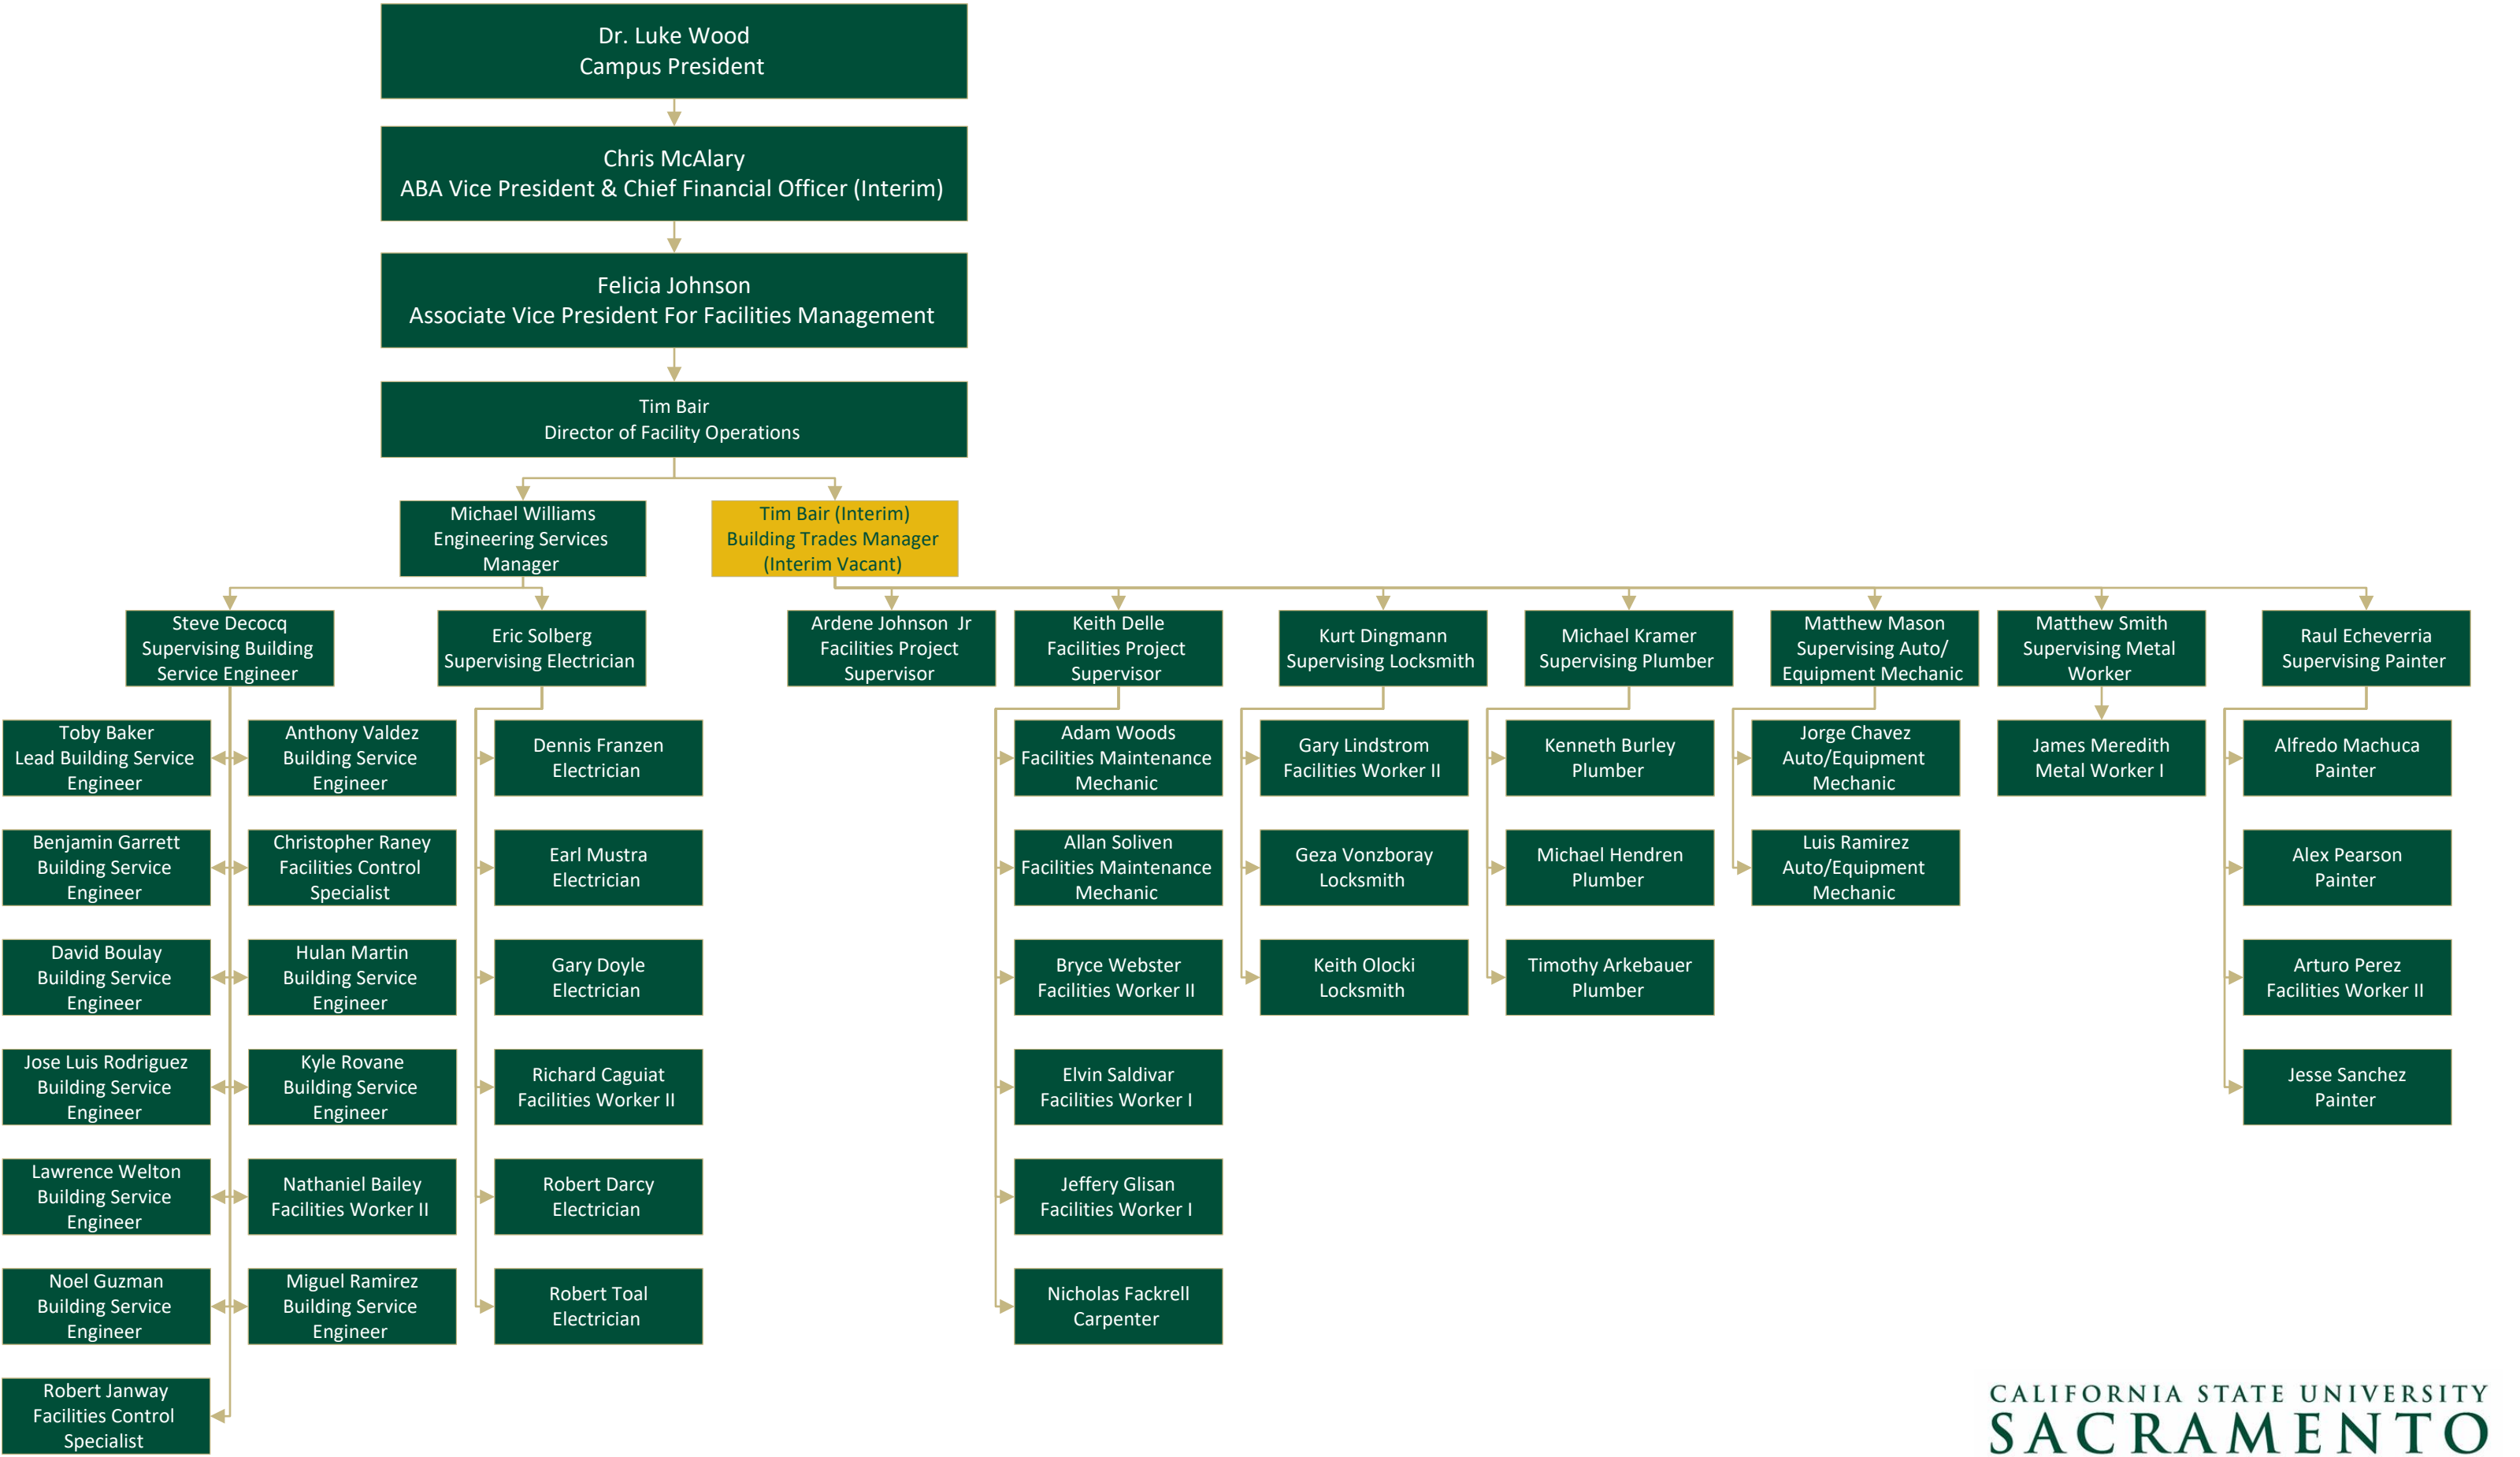 Dr. Luke Wood
Campus President
Chris McAlary
ABA Vice President & Chief Financial Officer (Interim)
Felicia Johnson
Associate Vice President For Facilities Management
Tim Bair
Director of Facility Operations
Michael Williams
Engineering Services
Manager
Tim Bair (Interim)
Building Trades Manager
(Interim Vacant)
Steve Decocq
Supervising Building
Service Engineer
Eric Solberg
Supervising Electrician
Ardene Johnson Jr
Facilities Project
Supervisor
Keith Delle
Facilities Project
Supervisor
Kurt Dingmann
Supervising Locksmith
Michael Kramer
Supervising Plumber
Matthew Mason
Supervising Auto/
Equipment Mechanic
Matthew Smith
Supervising Metal
Worker
Raul Echeverria
Supervising Painter
Toby Baker
Lead Building Service
Engineer
Anthony Valdez
Building Service
Engineer
Dennis Franzen
Electrician
Adam Woods
Facilities Maintenance
Mechanic
Gary Lindstrom
Facilities Worker II
Kenneth Burley
Plumber
Jorge Chavez
Auto/Equipment
Mechanic
James Meredith
Metal Worker I
Alfredo Machuca
Painter
Benjamin Garrett
Building Service
Engineer
Christopher Raney
Facilities Control
Specialist
Earl Mustra
Electrician
Allan Soliven
Facilities Maintenance
Mechanic
Geza Vonzboray
Locksmith
Michael Hendren
Plumber
Luis Ramirez
Auto/Equipment
Mechanic
Alex Pearson
Painter
David Boulay
Building Service
Engineer
Hulan Martin
Building Service
Engineer
Gary Doyle
Electrician
Bryce Webster
Facilities Worker II
Keith Olocki
Locksmith
Timothy Arkebauer
Plumber
Arturo Perez
Facilities Worker II
Jose Luis Rodriguez
Building Service
Engineer
Kyle Rovane
Building Service
Engineer
Richard Caguiat
Facilities Worker II
Elvin Saldivar
Facilities Worker I
Jesse Sanchez
Painter
Lawrence Welton
Building Service
Engineer
Nathaniel Bailey
Facilities Worker II
Robert Darcy
Electrician
Jeffery Glisan
Facilities Worker I
Noel Guzman
Building Service
Engineer
Miguel Ramirez
Building Service
Engineer
Robert Toal
Electrician
Nicholas Fackrell
Carpenter
Robert Janway
Facilities Control
Specialist
CALIFORNIA STATE UNIVERSITY
SACRAMENTO